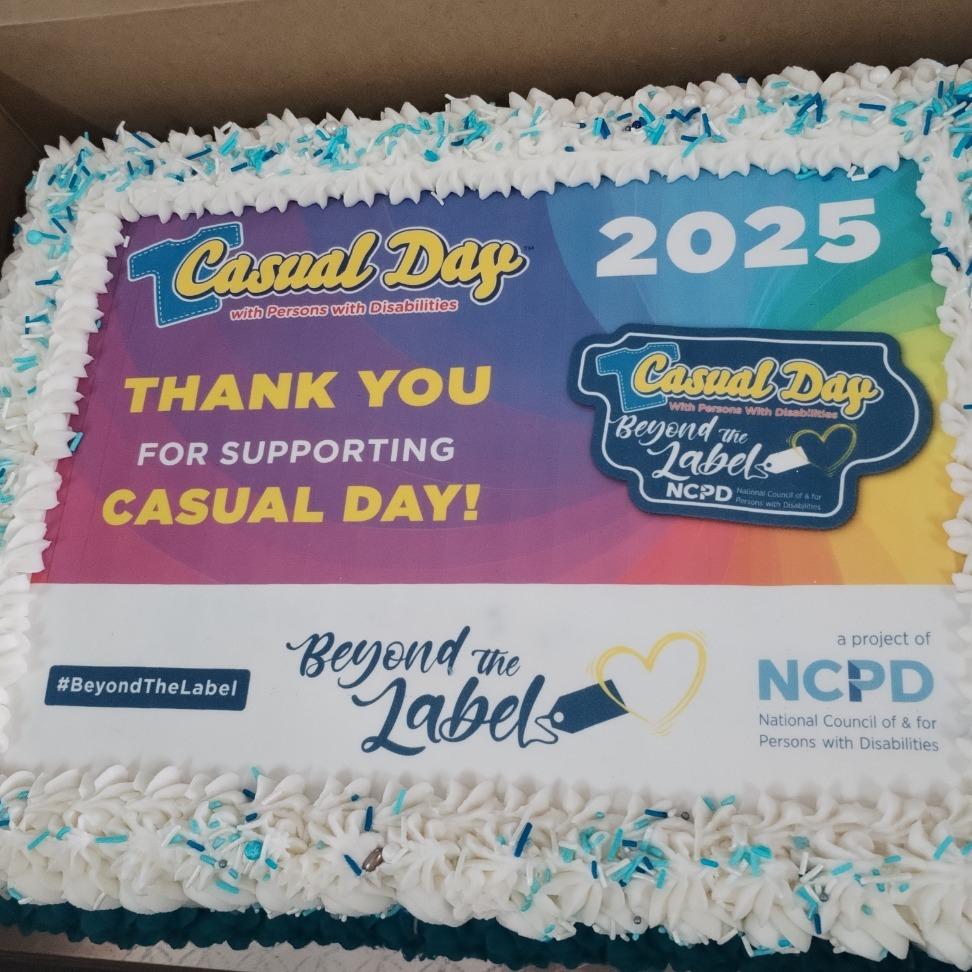 Casual Day™
with Persons with Disabilities
2025
THANK YOU
FOR SUPPORTING
CASUAL DAY!
Casual Day
With Persons With Disabilities
Beyond The
Label
NCPD National Council of & for
Persons with Disabilities
#BeyondTheLabel
Beyond The
Label
a project of
NCPD
National Council of & for
Persons with Disabilities